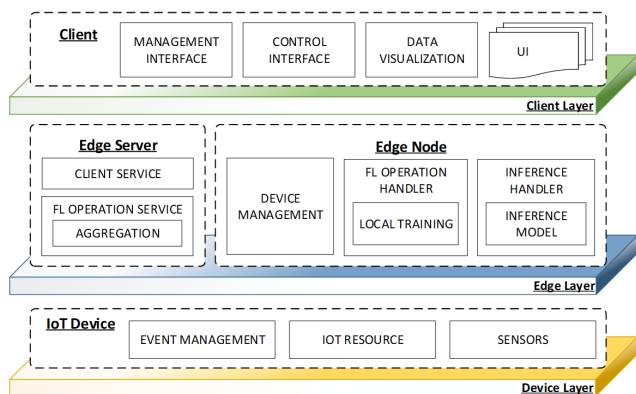 Client
MANAGEMENT
INTERFACE
CONTROL
INTERFACE
DATA
VISUALIZATION
UI
Client Layer
Edge Server
CLIENT SERVICE
FL OPERATION SERVICE
AGGREGATION
Edge Node
DEVICE
MANAGEMENT
FL OPERATION
HANDLER
LOCAL TRAINING
INFERENCE
HANDLER
INFERENCE
MODEL
Edge Layer
IoT Device
EVENT MANAGEMENT
IOT RESOURCE
SENSORS
Device Layer